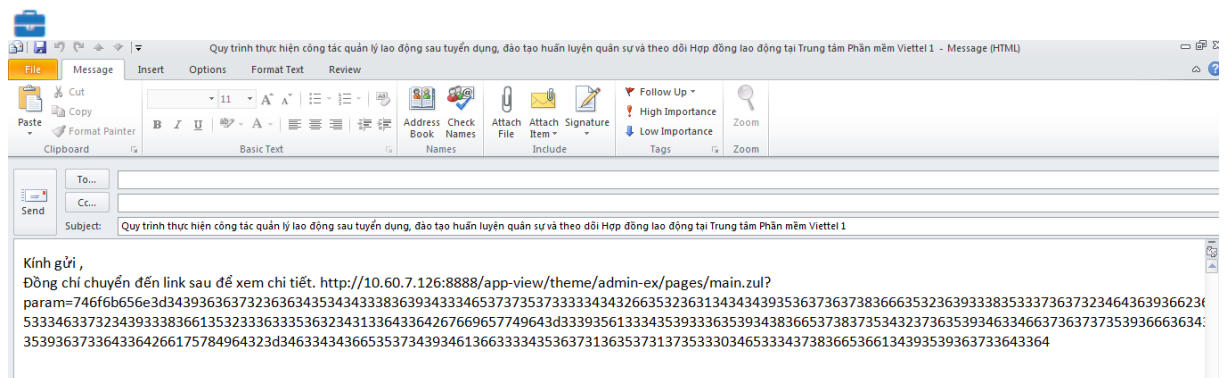 Quy trình thực hiện công tác quản lý lao động sau tuyển dụng, đào tạo huấn luyện quân sự và theo dõi Hợp đồng lao động tại Trung tâm Phần mềm Viettel 1 - Message (HTML)
File Message Insert Options Format Text Review
Cut
Copy
Format Painter
Paste
Clipboard
11
B I U
Basic Text
Address Book
Check Names
Names
Attach File
Attach Item
Signature
Include
Follow Up
High Importance
Low Importance
Tags
Zoom
Zoom
To...
Cc...
Send
Subject: Quy trình thực hiện công tác quản lý lao động sau tuyển dụng, đào tạo huấn luyện quân sự và theo dõi Hợp đồng lao động tại Trung tâm Phần mềm Viettel 1
Kính gửi ,
Đồng chí chuyển đến link sau để xem chi tiết. http://10.60.7.126:8888/app-view/theme/admin-ex/pages/main.zul?